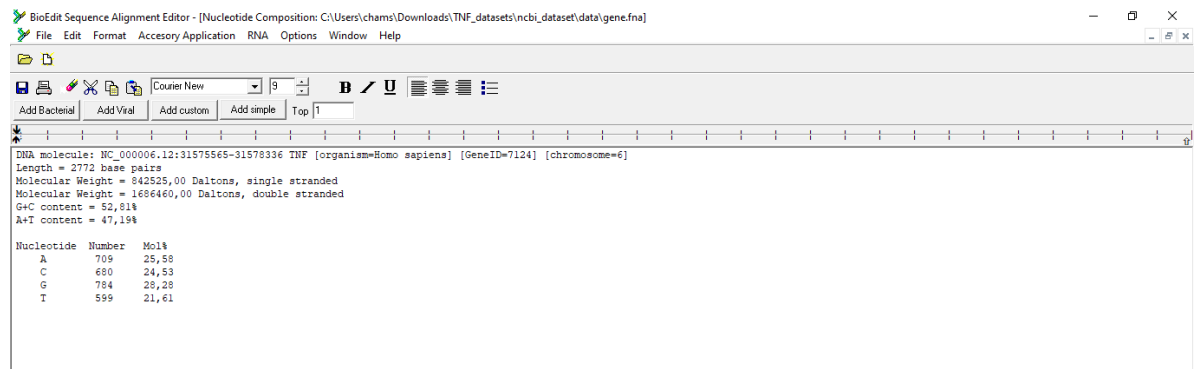 BioEdit Sequence Alignment Editor - [Nucleotide Composition: C:\Users\chams\Downloads\TNF_datasets\ncbi_dataset\data\gene.fna]
File Edit Format Accesory Application RNA Options Window Help
Courier New 9 B I U
Add Bacterial Add Viral Add custom Add simple Top 1
DNA molecule: NC_000006.12:31575565-31578336 TNF [organism=Homo sapiens] [GeneID=7124] [chromosome=6]
Length = 2772 base pairs
Molecular Weight = 842525,00 Daltons, single stranded
Molecular Weight = 1686460,00 Daltons, double stranded
G+C content = 52,81%
A+T content = 47,19%
Nucleotide Number Mol%
A 709 25,58
C 680 24,53
G 784 28,28
T 599 21,61